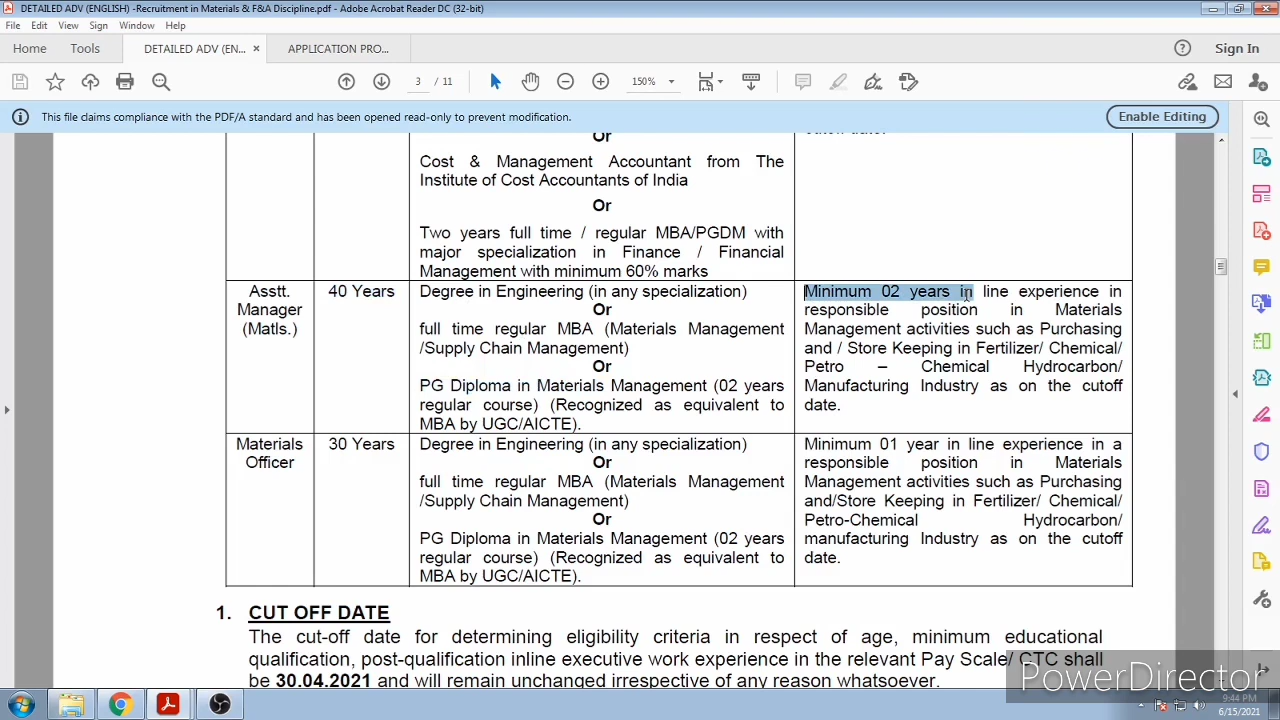 DETAILED ADV (ENGLISH) -Recruitment in Materials & F&A Discipline.pdf - Adobe Acrobat Reader DC (32-bit)
File Edit View Sign Window Help
Home Tools DETAILED ADV (EN... × APPLICATION PRO... Sign In
3 / 11 150%
This file claims compliance with the PDF/A standard and has been opened read-only to prevent modification. Enable Editing
Or
Cost & Management Accountant from The
Institute of Cost Accountants of India
Or
Two years full time / regular MBA/PGDM with
major specialization in Finance / Financial
Management with minimum 60% marks
Asstt.
Manager
(Matls.)
40 Years
Degree in Engineering (in any specialization)
Or
full time regular MBA (Materials Management
/Supply Chain Management)
Or
PG Diploma in Materials Management (02 years
regular course) (Recognized as equivalent to
MBA by UGC/AICTE).
Minimum 02 years in line experience in
responsible position in Materials
Management activities such as Purchasing
and / Store Keeping in Fertilizer/ Chemical/
Petro – Chemical Hydrocarbon/
Manufacturing Industry as on the cutoff
date.
Materials
Officer
30 Years
Degree in Engineering (in any specialization)
Or
full time regular MBA (Materials Management
/Supply Chain Management)
Or
PG Diploma in Materials Management (02 years
regular course) (Recognized as equivalent to
MBA by UGC/AICTE).
Minimum 01 year in line experience in a
responsible position in Materials
Management activities such as Purchasing
and/Store Keeping in Fertilizer/ Chemical/
Petro-Chemical Hydrocarbon/
manufacturing Industry as on the cutoff
date.
1. CUT OFF DATE
The cut-off date for determining eligibility criteria in respect of age, minimum educational
qualification, post-qualification inline executive work experience in the relevant Pay Scale/ CTC shall
be 30.04.2021 and will remain unchanged irrespective of any reason whatsoever.
PowerDirector
9:44 PM
6/15/2021